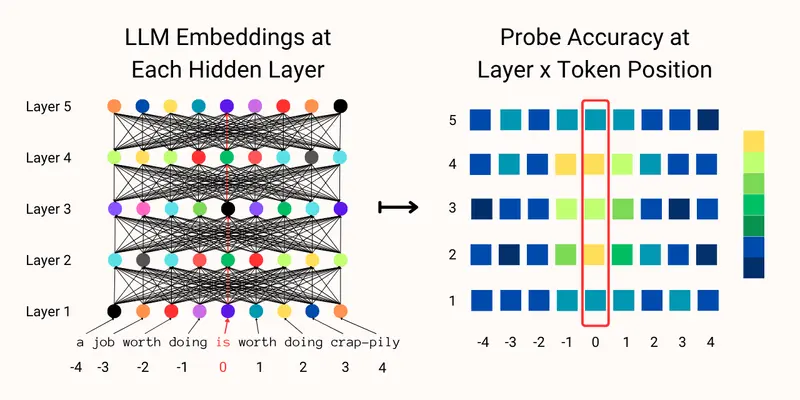 LLM Embeddings at
Each Hidden Layer
Layer 5
Layer 4
Layer 3
Layer 2
Layer 1
a job worth doing is worth doing crap-pily
-4 -3 -2 -1 0 1 2 3 4
Probe Accuracy at
Layer x Token Position
5
4
3
2
1
-4 -3 -2 -1 0 1 2 3 4